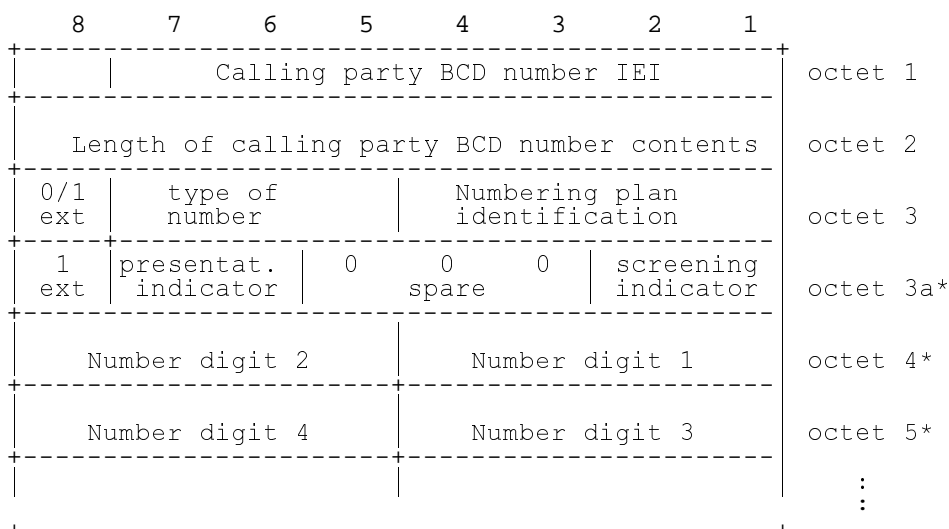 8 7 6 5 4 3 2 1
Calling party BCD number IEI octet 1
Length of calling party BCD number contents octet 2
0/1 type of Numbering plan
ext number identification octet 3
1 presentat. 0 0 0 screening
ext indicator spare indicator octet 3a*
Number digit 2 Number digit 1 octet 4*
Number digit 4 Number digit 3 octet 5*
:
: